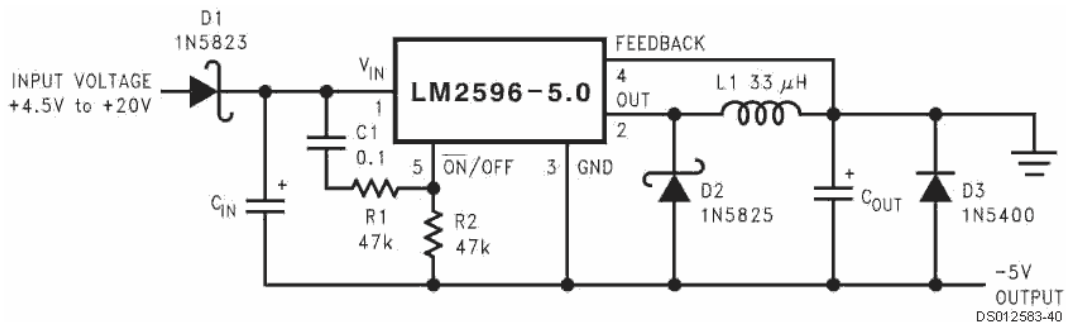 D1
1N5823
INPUT VOLTAGE
+4.5V to +20V
V_IN
1
LM2596-5.0
FEEDBACK
4
OUT
2
L1 33 μH
C1
0.1
5
ON/OFF
3
GND
C_IN
+
R1
47k
R2
47k
D2
1N5825
+
C_OUT
D3
1N5400
-5V
OUTPUT
DS012583-40